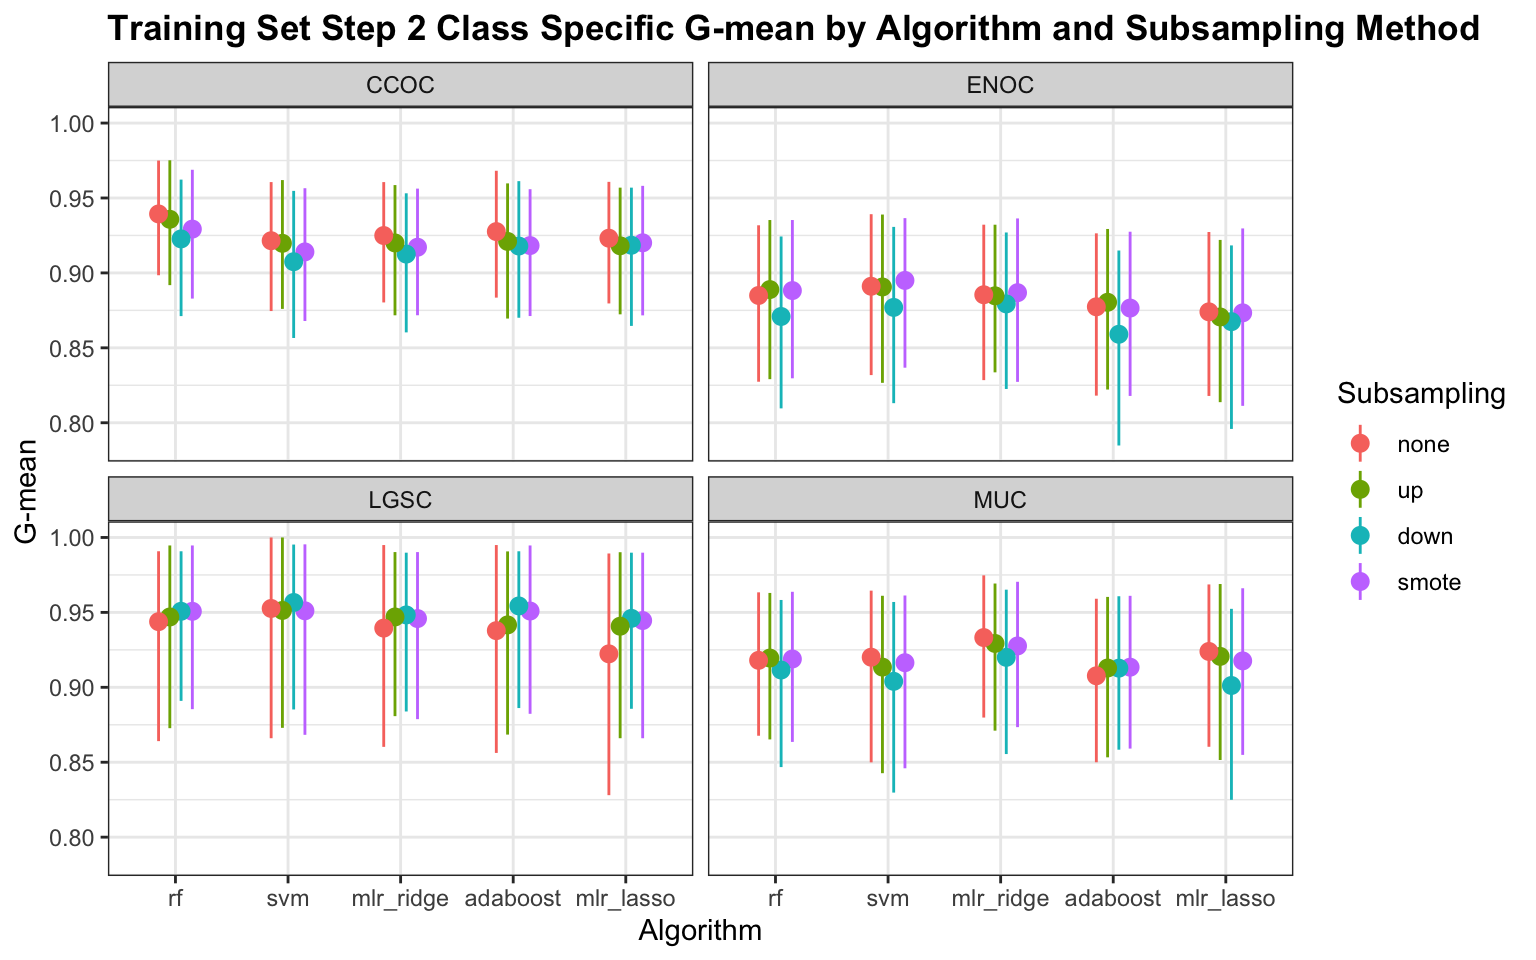 Training Set Step 2 Class Specific G-mean by Algorithm and Subsampling Method
CCOC
ENOC
1.00
0.95
0.90
0.85
0.80
LGSC
MUC
1.00
0.95
0.90
0.85
0.80
G-mean
rf svm mlr_ridge adaboost mlr_lasso
rf svm mlr_ridge adaboost mlr_lasso
Algorithm
Subsampling
none
up
down
smote